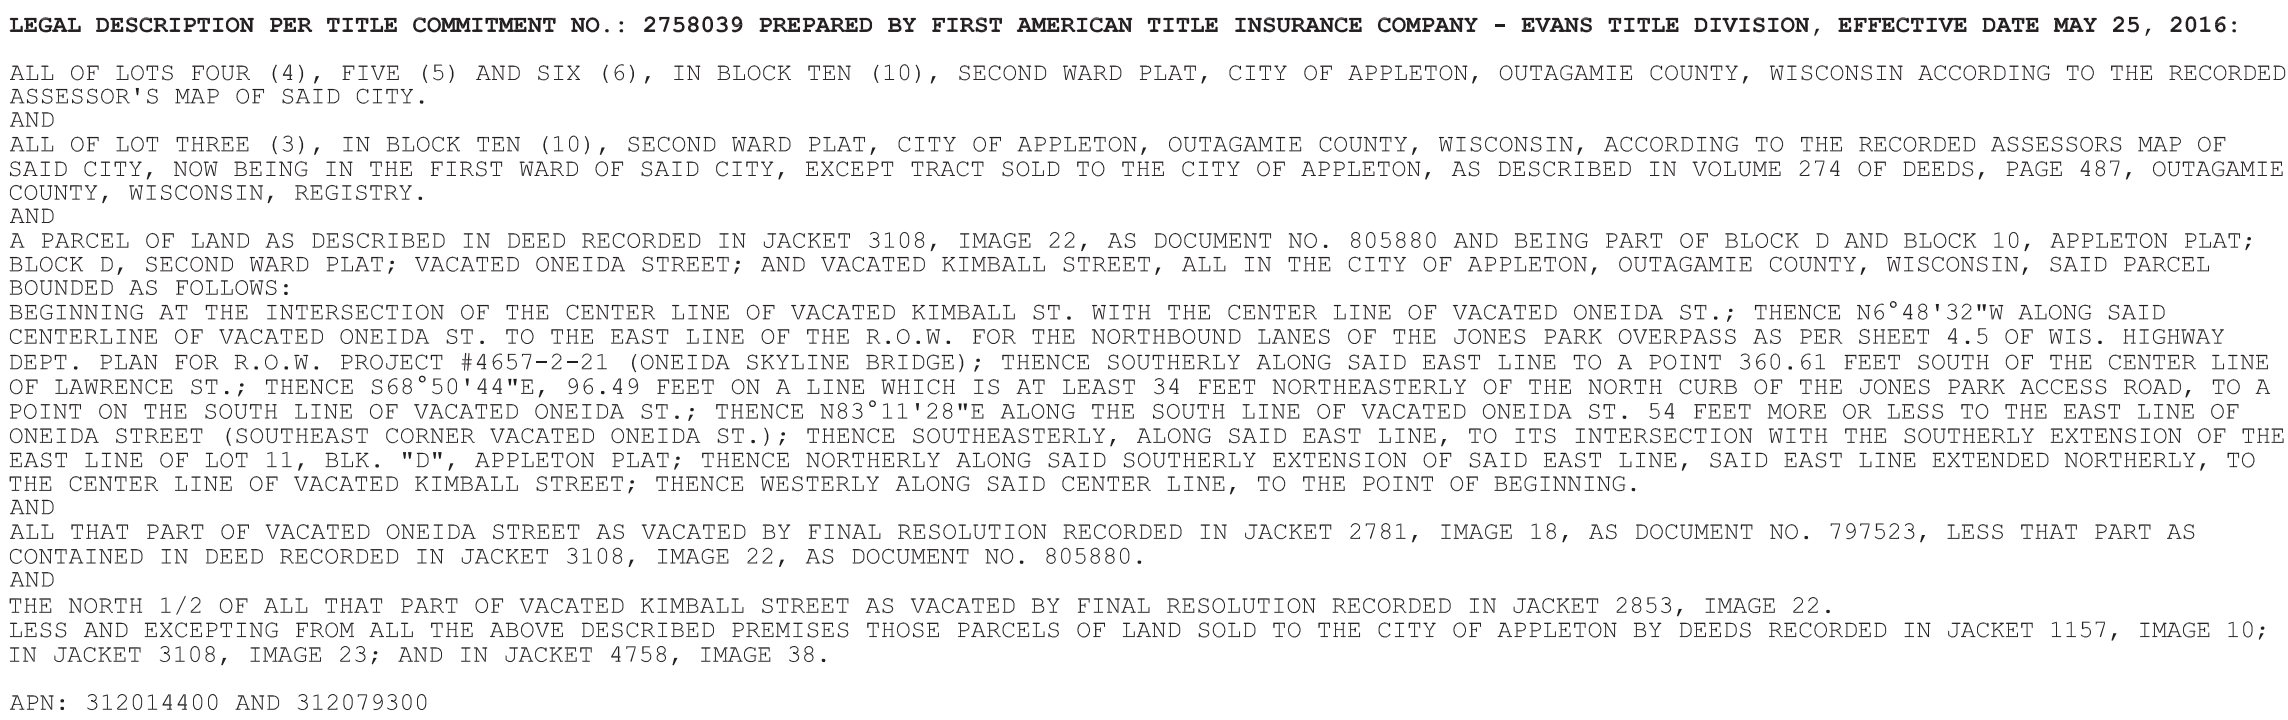 LEGAL DESCRIPTION PER TITLE COMMITMENT NO.: 2758039 PREPARED BY FIRST AMERICAN TITLE INSURANCE COMPANY - EVANS TITLE DIVISION, EFFECTIVE DATE MAY 25, 2016:
ALL OF LOTS FOUR (4), FIVE (5) AND SIX (6), IN BLOCK TEN (10), SECOND WARD PLAT, CITY OF APPLETON, OUTAGAMIE COUNTY, WISCONSIN ACCORDING TO THE RECORDED
ASSESSOR'S MAP OF SAID CITY.
AND
ALL OF LOT THREE (3), IN BLOCK TEN (10), SECOND WARD PLAT, CITY OF APPLETON, OUTAGAMIE COUNTY, WISCONSIN, ACCORDING TO THE RECORDED ASSESSORS MAP OF
SAID CITY, NOW BEING IN THE FIRST WARD OF SAID CITY, EXCEPT TRACT SOLD TO THE CITY OF APPLETON, AS DESCRIBED IN VOLUME 274 OF DEEDS, PAGE 487, OUTAGAMIE
COUNTY, WISCONSIN, REGISTRY.
AND
A PARCEL OF LAND AS DESCRIBED IN DEED RECORDED IN JACKET 3108, IMAGE 22, AS DOCUMENT NO. 805880 AND BEING PART OF BLOCK D AND BLOCK 10, APPLETON PLAT;
BLOCK D, SECOND WARD PLAT; VACATED ONEIDA STREET; AND VACATED KIMBALL STREET, ALL IN THE CITY OF APPLETON, OUTAGAMIE COUNTY, WISCONSIN, SAID PARCEL
BOUNDED AS FOLLOWS:
BEGINNING AT THE INTERSECTION OF THE CENTER LINE OF VACATED KIMBALL ST. WITH THE CENTER LINE OF VACATED ONEIDA ST.; THENCE N6°48'32"W ALONG SAID
CENTERLINE OF VACATED ONEIDA ST. TO THE EAST LINE OF THE R.O.W. FOR THE NORTHBOUND LANES OF THE JONES PARK OVERPASS AS PER SHEET 4.5 OF WIS. HIGHWAY
DEPT. PLAN FOR R.O.W. PROJECT #4657-2-21 (ONEIDA SKYLINE BRIDGE); THENCE SOUTHERLY ALONG SAID EAST LINE TO A POINT 360.61 FEET SOUTH OF THE CENTER LINE
OF LAWRENCE ST.; THENCE S68°50'44"E, 96.49 FEET ON A LINE WHICH IS AT LEAST 34 FEET NORTHEASTERLY OF THE NORTH CURB OF THE JONES PARK ACCESS ROAD, TO A
POINT ON THE SOUTH LINE OF VACATED ONEIDA ST.; THENCE N83°11'28"E ALONG THE SOUTH LINE OF VACATED ONEIDA ST. 54 FEET MORE OR LESS TO THE EAST LINE OF
ONEIDA STREET (SOUTHEAST CORNER VACATED ONEIDA ST.); THENCE SOUTHEASTERLY, ALONG SAID EAST LINE, TO ITS INTERSECTION WITH THE SOUTHERLY EXTENSION OF THE
EAST LINE OF LOT 11, BLK. "D", APPLETON PLAT; THENCE NORTHERLY ALONG SAID SOUTHERLY EXTENSION OF SAID EAST LINE, SAID EAST LINE EXTENDED NORTHERLY, TO
THE CENTER LINE OF VACATED KIMBALL STREET; THENCE WESTERLY ALONG SAID CENTER LINE, TO THE POINT OF BEGINNING.
AND
ALL THAT PART OF VACATED ONEIDA STREET AS VACATED BY FINAL RESOLUTION RECORDED IN JACKET 2781, IMAGE 18, AS DOCUMENT NO. 797523, LESS THAT PART AS
CONTAINED IN DEED RECORDED IN JACKET 3108, IMAGE 22, AS DOCUMENT NO. 805880.
AND
THE NORTH 1/2 OF ALL THAT PART OF VACATED KIMBALL STREET AS VACATED BY FINAL RESOLUTION RECORDED IN JACKET 2853, IMAGE 22.
LESS AND EXCEPTING FROM ALL THE ABOVE DESCRIBED PREMISES THOSE PARCELS OF LAND SOLD TO THE CITY OF APPLETON BY DEEDS RECORDED IN JACKET 1157, IMAGE 10;
IN JACKET 3108, IMAGE 23; AND IN JACKET 4758, IMAGE 38.
APN: 312014400 AND 312079300